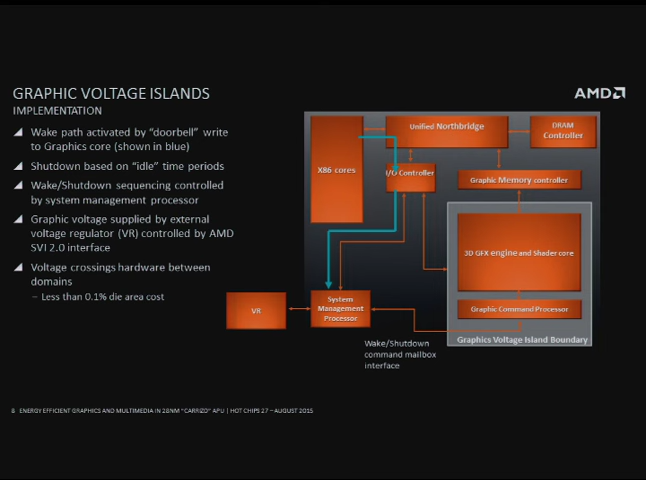 GRAPHIC VOLTAGE ISLANDS
IMPLEMENTATION
AMD
Wake path activated by “doorbell” write
to Graphics core (shown in blue)
Shutdown based on “idle” time periods
Wake/Shutdown sequencing controlled
by system management processor
Graphic voltage supplied by external
voltage regulator (VR) controlled by AMD
SVI 2.0 interface
Voltage crossings hardware between
domains
– Less than 0.1% die area cost
X86 cores
Unified Northbridge
DRAM
Controller
I/O Controller
Graphic Memory controller
3D GFX engine and Shader core
Graphic Command Processor
Graphics Voltage Island Boundary
VR
System
Management
Processor
Wake/Shutdown
command mailbox
interface
8 ENERGY EFFICIENT GRAPHICS AND MULTIMEDIA IN 28NM “CARRIZO” APU | HOT CHIPS 27 – AUGUST 2015